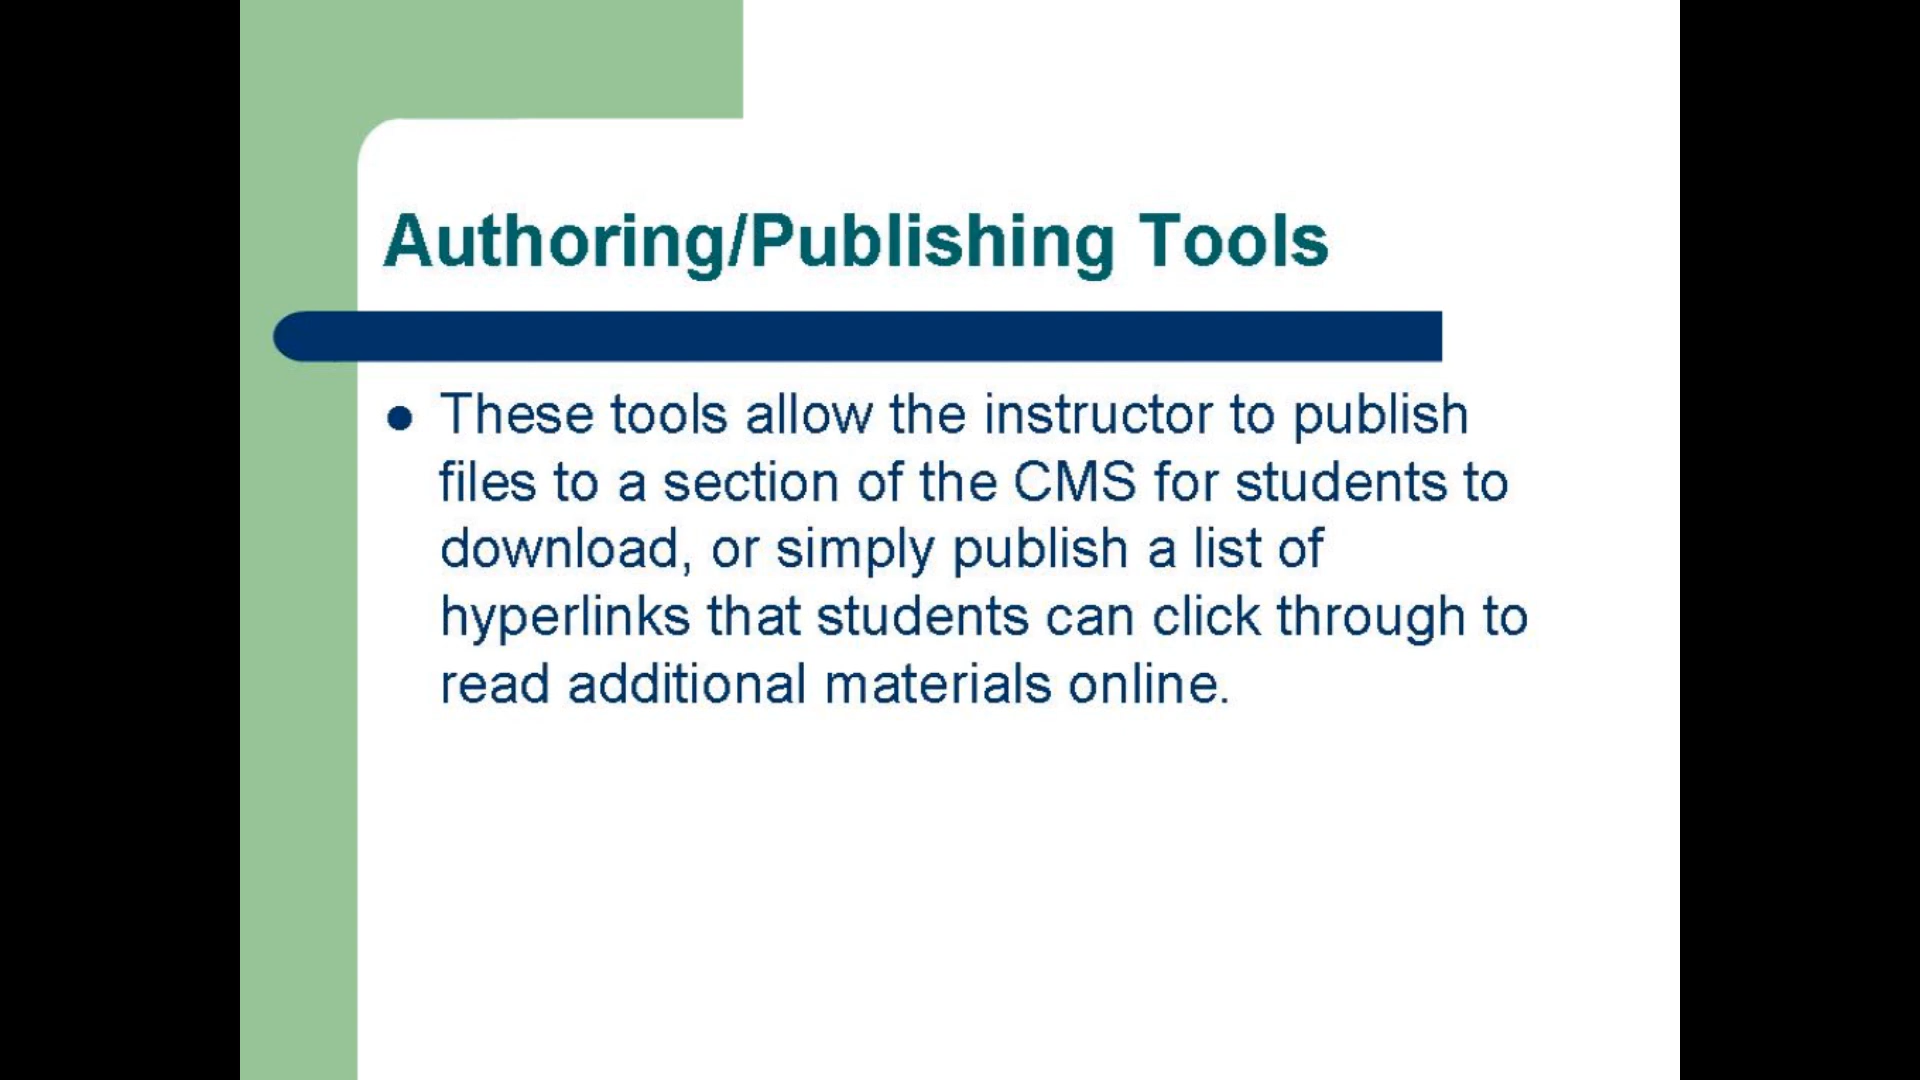 Authoring/Publishing Tools
● These tools allow the instructor to publish
files to a section of the CMS for students to
download, or simply publish a list of
hyperlinks that students can click through to
read additional materials online.